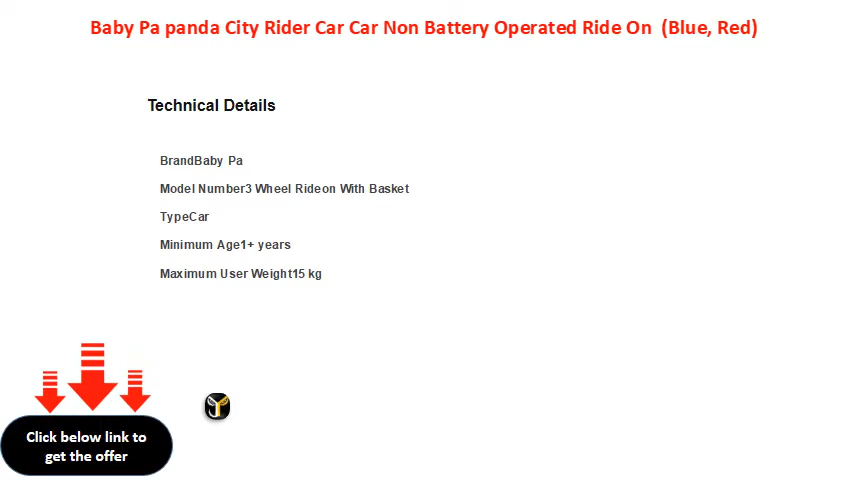 Baby Pa panda City Rider Car Car Non Battery Operated Ride On  (Blue, Red)
Technical Details
BrandBaby Pa
Model Number3 Wheel Rideon With Basket
TypeCar
Minimum Age1+ years
Maximum User Weight15 kg
Click below link to
get the offer